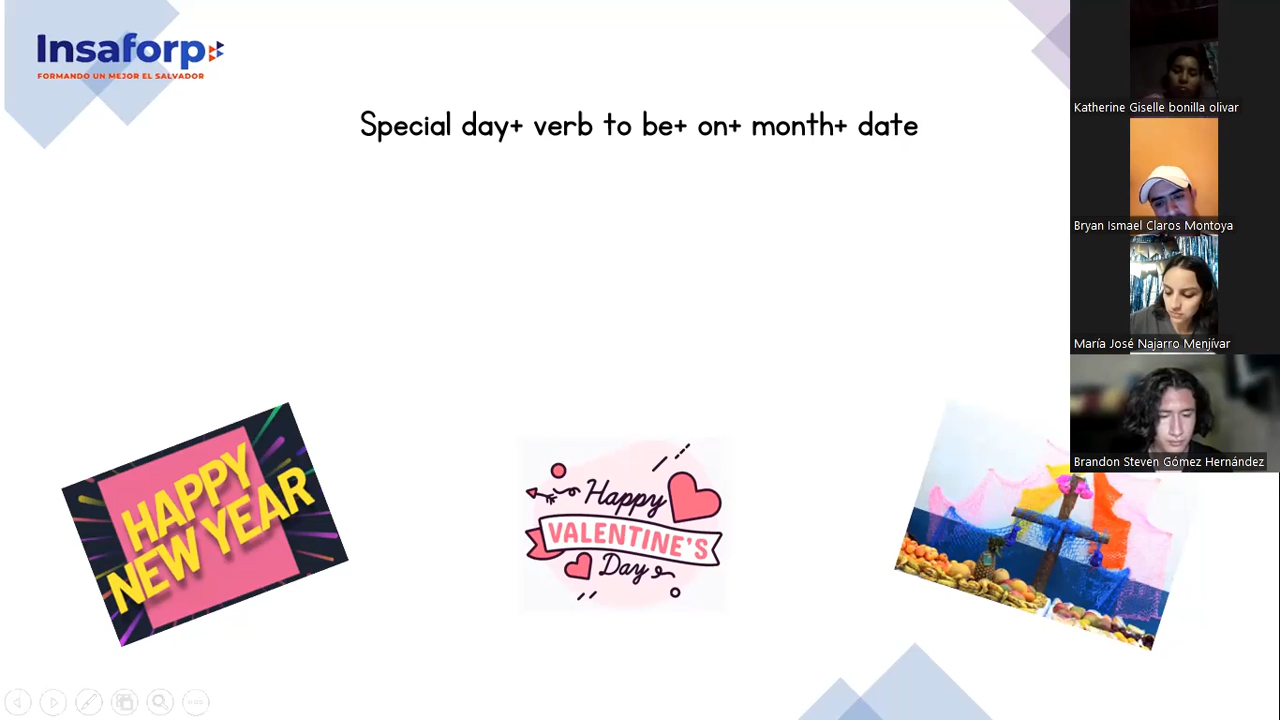 Insaforp
FORMANDO UN MEJOR EL SALVADOR
Special day+ verb to be+ on+ month+ date
HAPPY
NEW YEAR
Happy
VALENTINE'S
Day
Katherine Giselle bonilla olivar
Bryan Ismael Claros Montoya
María José Najarro Menjívar
Brandon Steven Gómez Hernández